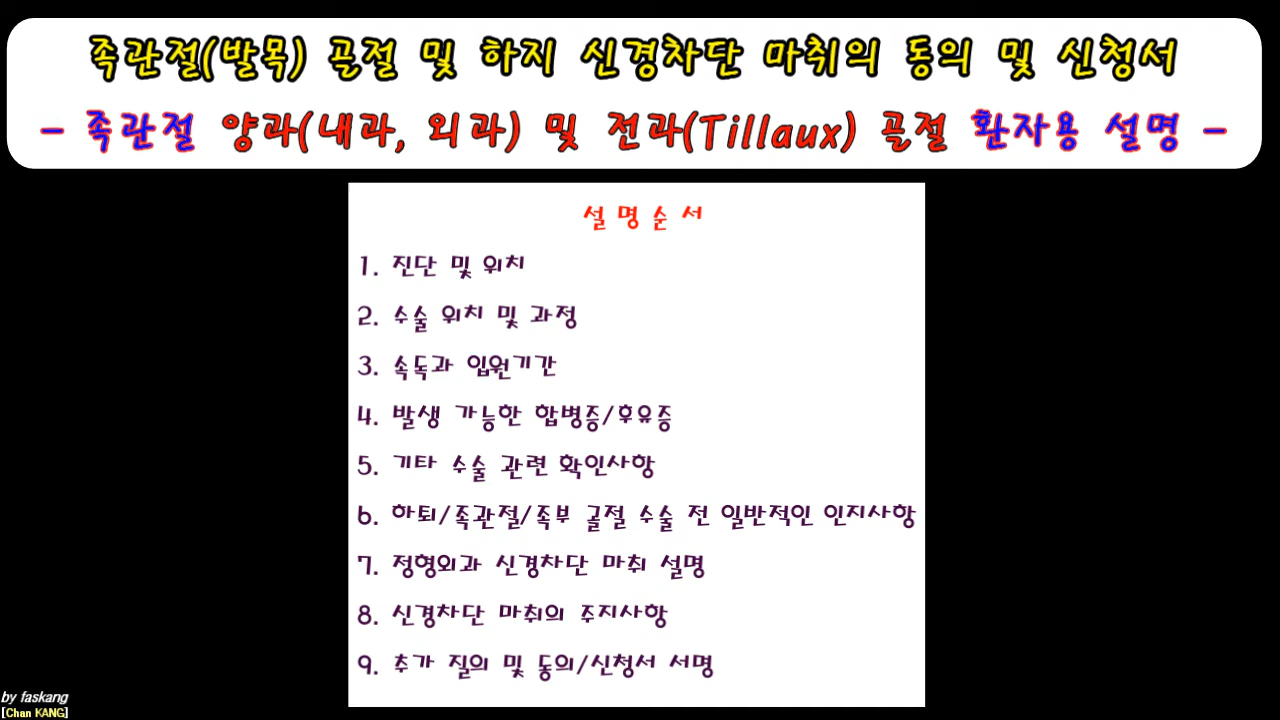 족관절(발목) 골절 및 하지 신경차단 마취의 동의 및 신청서
- 족관절 양과(내과, 외과) 및 전과(Tillaux) 골절 환자용 설명 -
설명순서
1. 진단 및 위치
2. 수술 위치 및 과정
3. 속독과 입원기간
4. 발생 가능한 합병증/후유증
5. 기타 수술 관련 확인사항
6. 하퇴/족관절/족부 골절 수술 전 일반적인 인지사항
7. 정형외과 신경차단 마취 설명
8. 신경차단 마취의 주지사항
9. 추가 질의 및 동의/신청서 서명
by faskang
[Chan KANG]